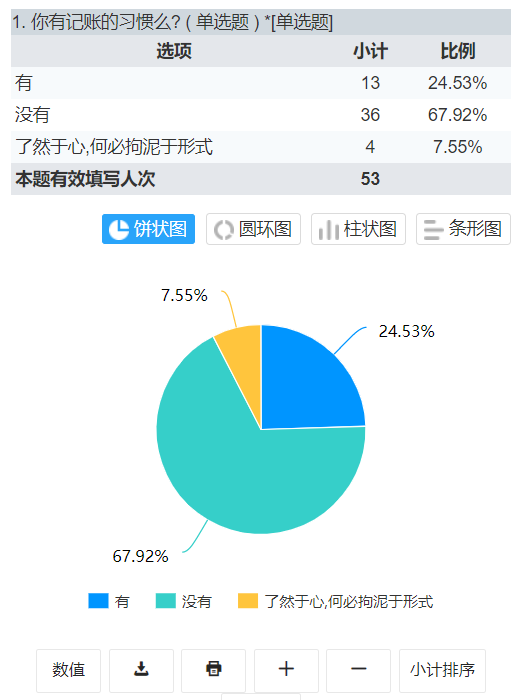 1. 你有记账的习惯么? ( 单选题 ) *[单选题]
选项 小计 比例
有 13 24.53%
没有 36 67.92%
了然于心,何必拘泥于形式 4 7.55%
本题有效填写人次 53
饼状图 圆环图 柱状图 条形图
7.55%
24.53%
67.92%
有 没有 了然于心,何必拘泥于形式
数值 小计排序